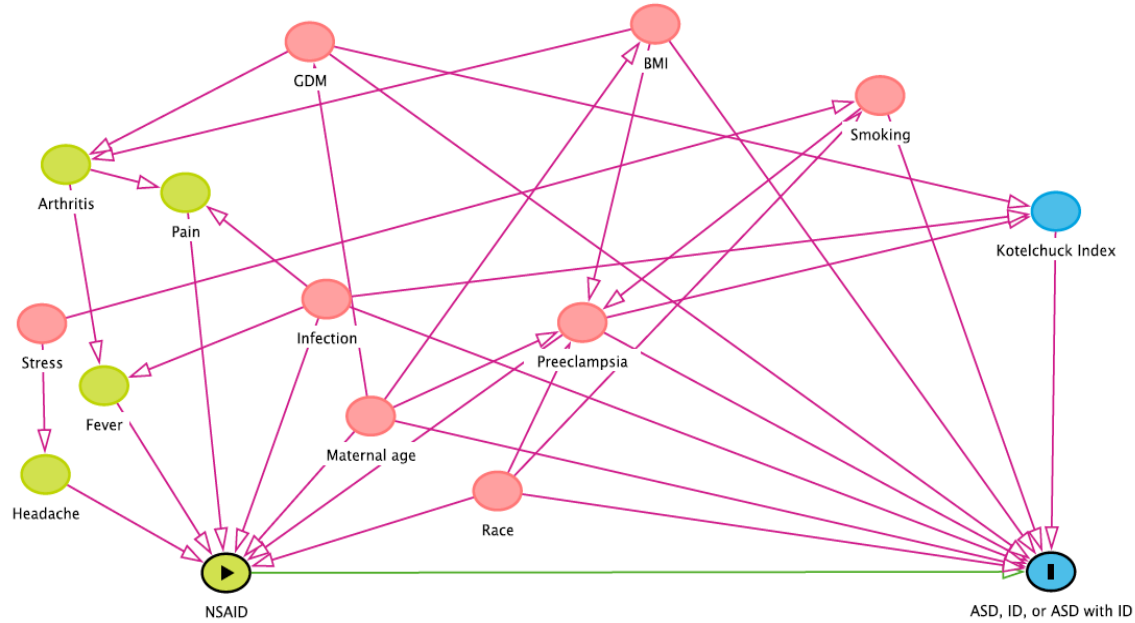 GDM
BMI
Smoking
Arthritis
Pain
Kotelchuck Index
Infection
Stress
Preeclampsia
Fever
Maternal age
Headache
Race
NSAID
ASD, ID, or ASD with ID